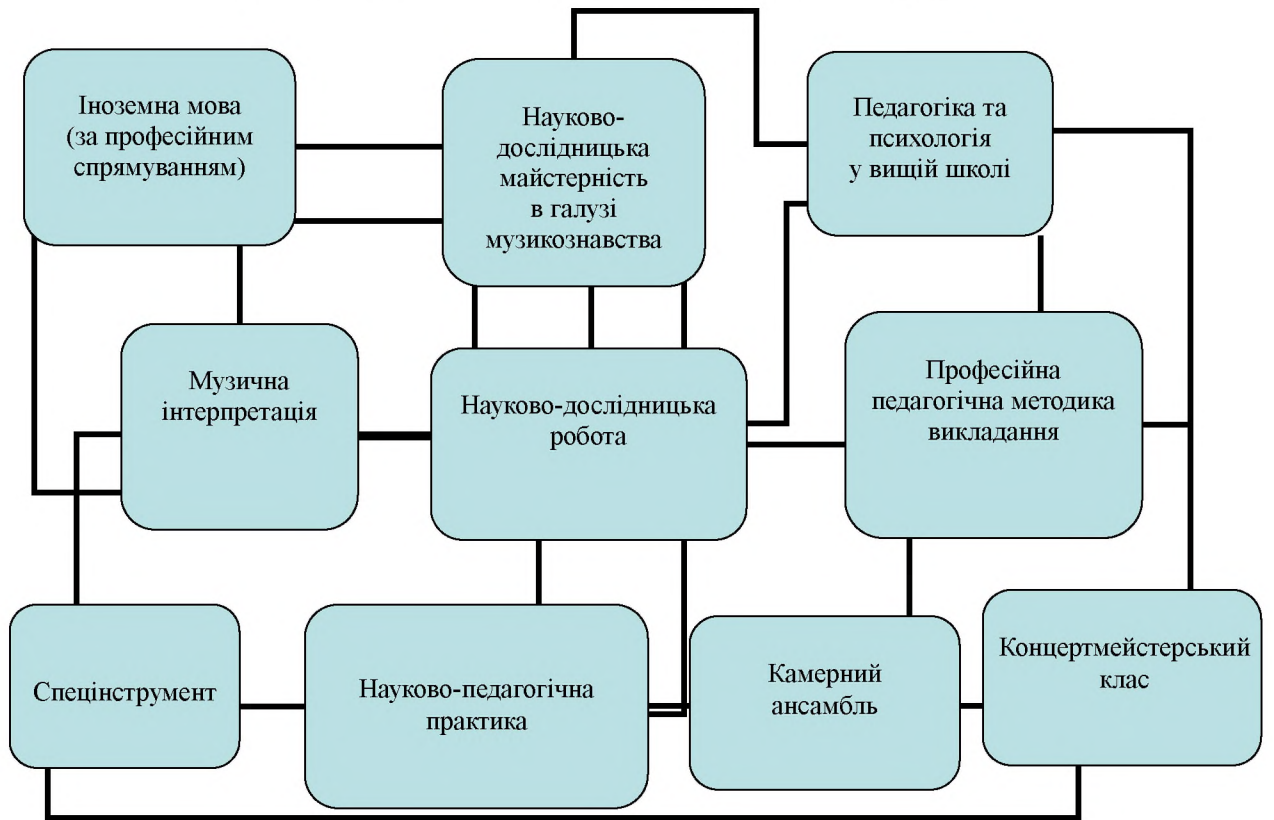 Іноземна мова
(за професійним
спрямуванням)
Науково-
дослідницька
майстерність
в галузі
музикознавства
Педагогіка та
психологія
у вищій школі
Музична
інтерпретація
Науково-дослідницька
робота
Професійна
педагогічна методика
викладання
Спецінструмент
Науково-педагогічна
практика
Камерний
ансамбль
Концертмейстерський
клас